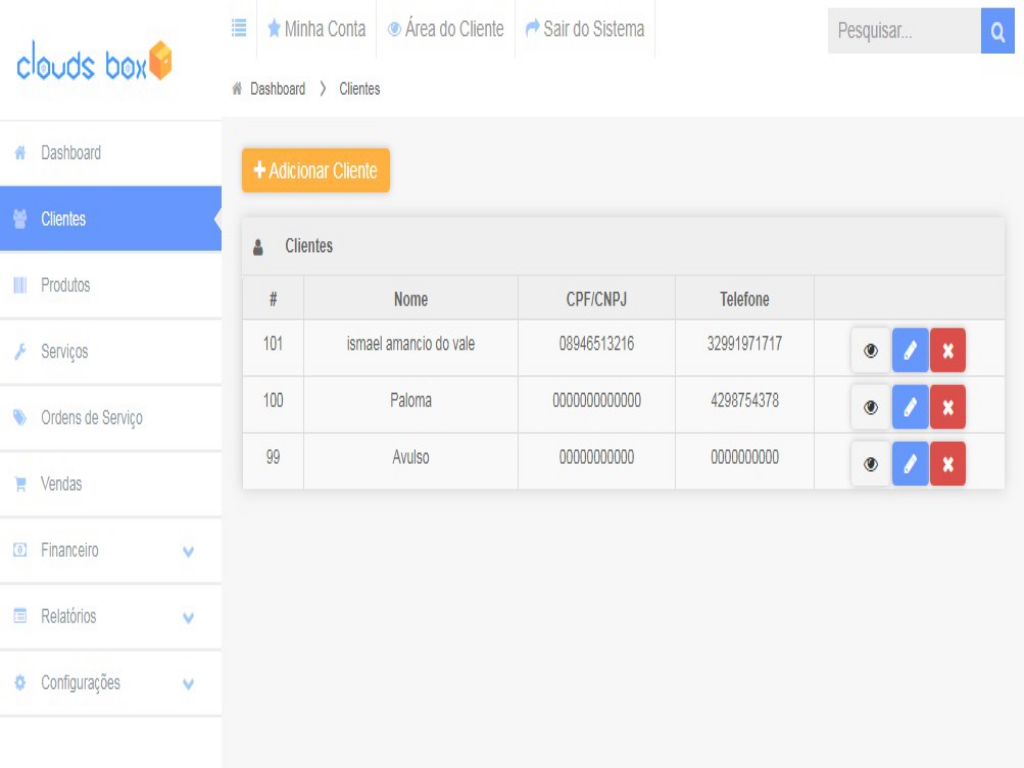 clouds box
Minha Conta
Área do Cliente
Sair do Sistema
Pesquisar...
Dashboard > Clientes
Dashboard
Clientes
Produtos
Serviços
Ordens de Serviço
Vendas
Financeiro
Relatórios
Configurações
+ Adicionar Cliente
Clientes
# Nome CPF/CNPJ Telefone
101 ismael amancio do vale 08946513216 32991971717
100 Paloma 0000000000000 4298754378
99 Avulso 00000000000 0000000000